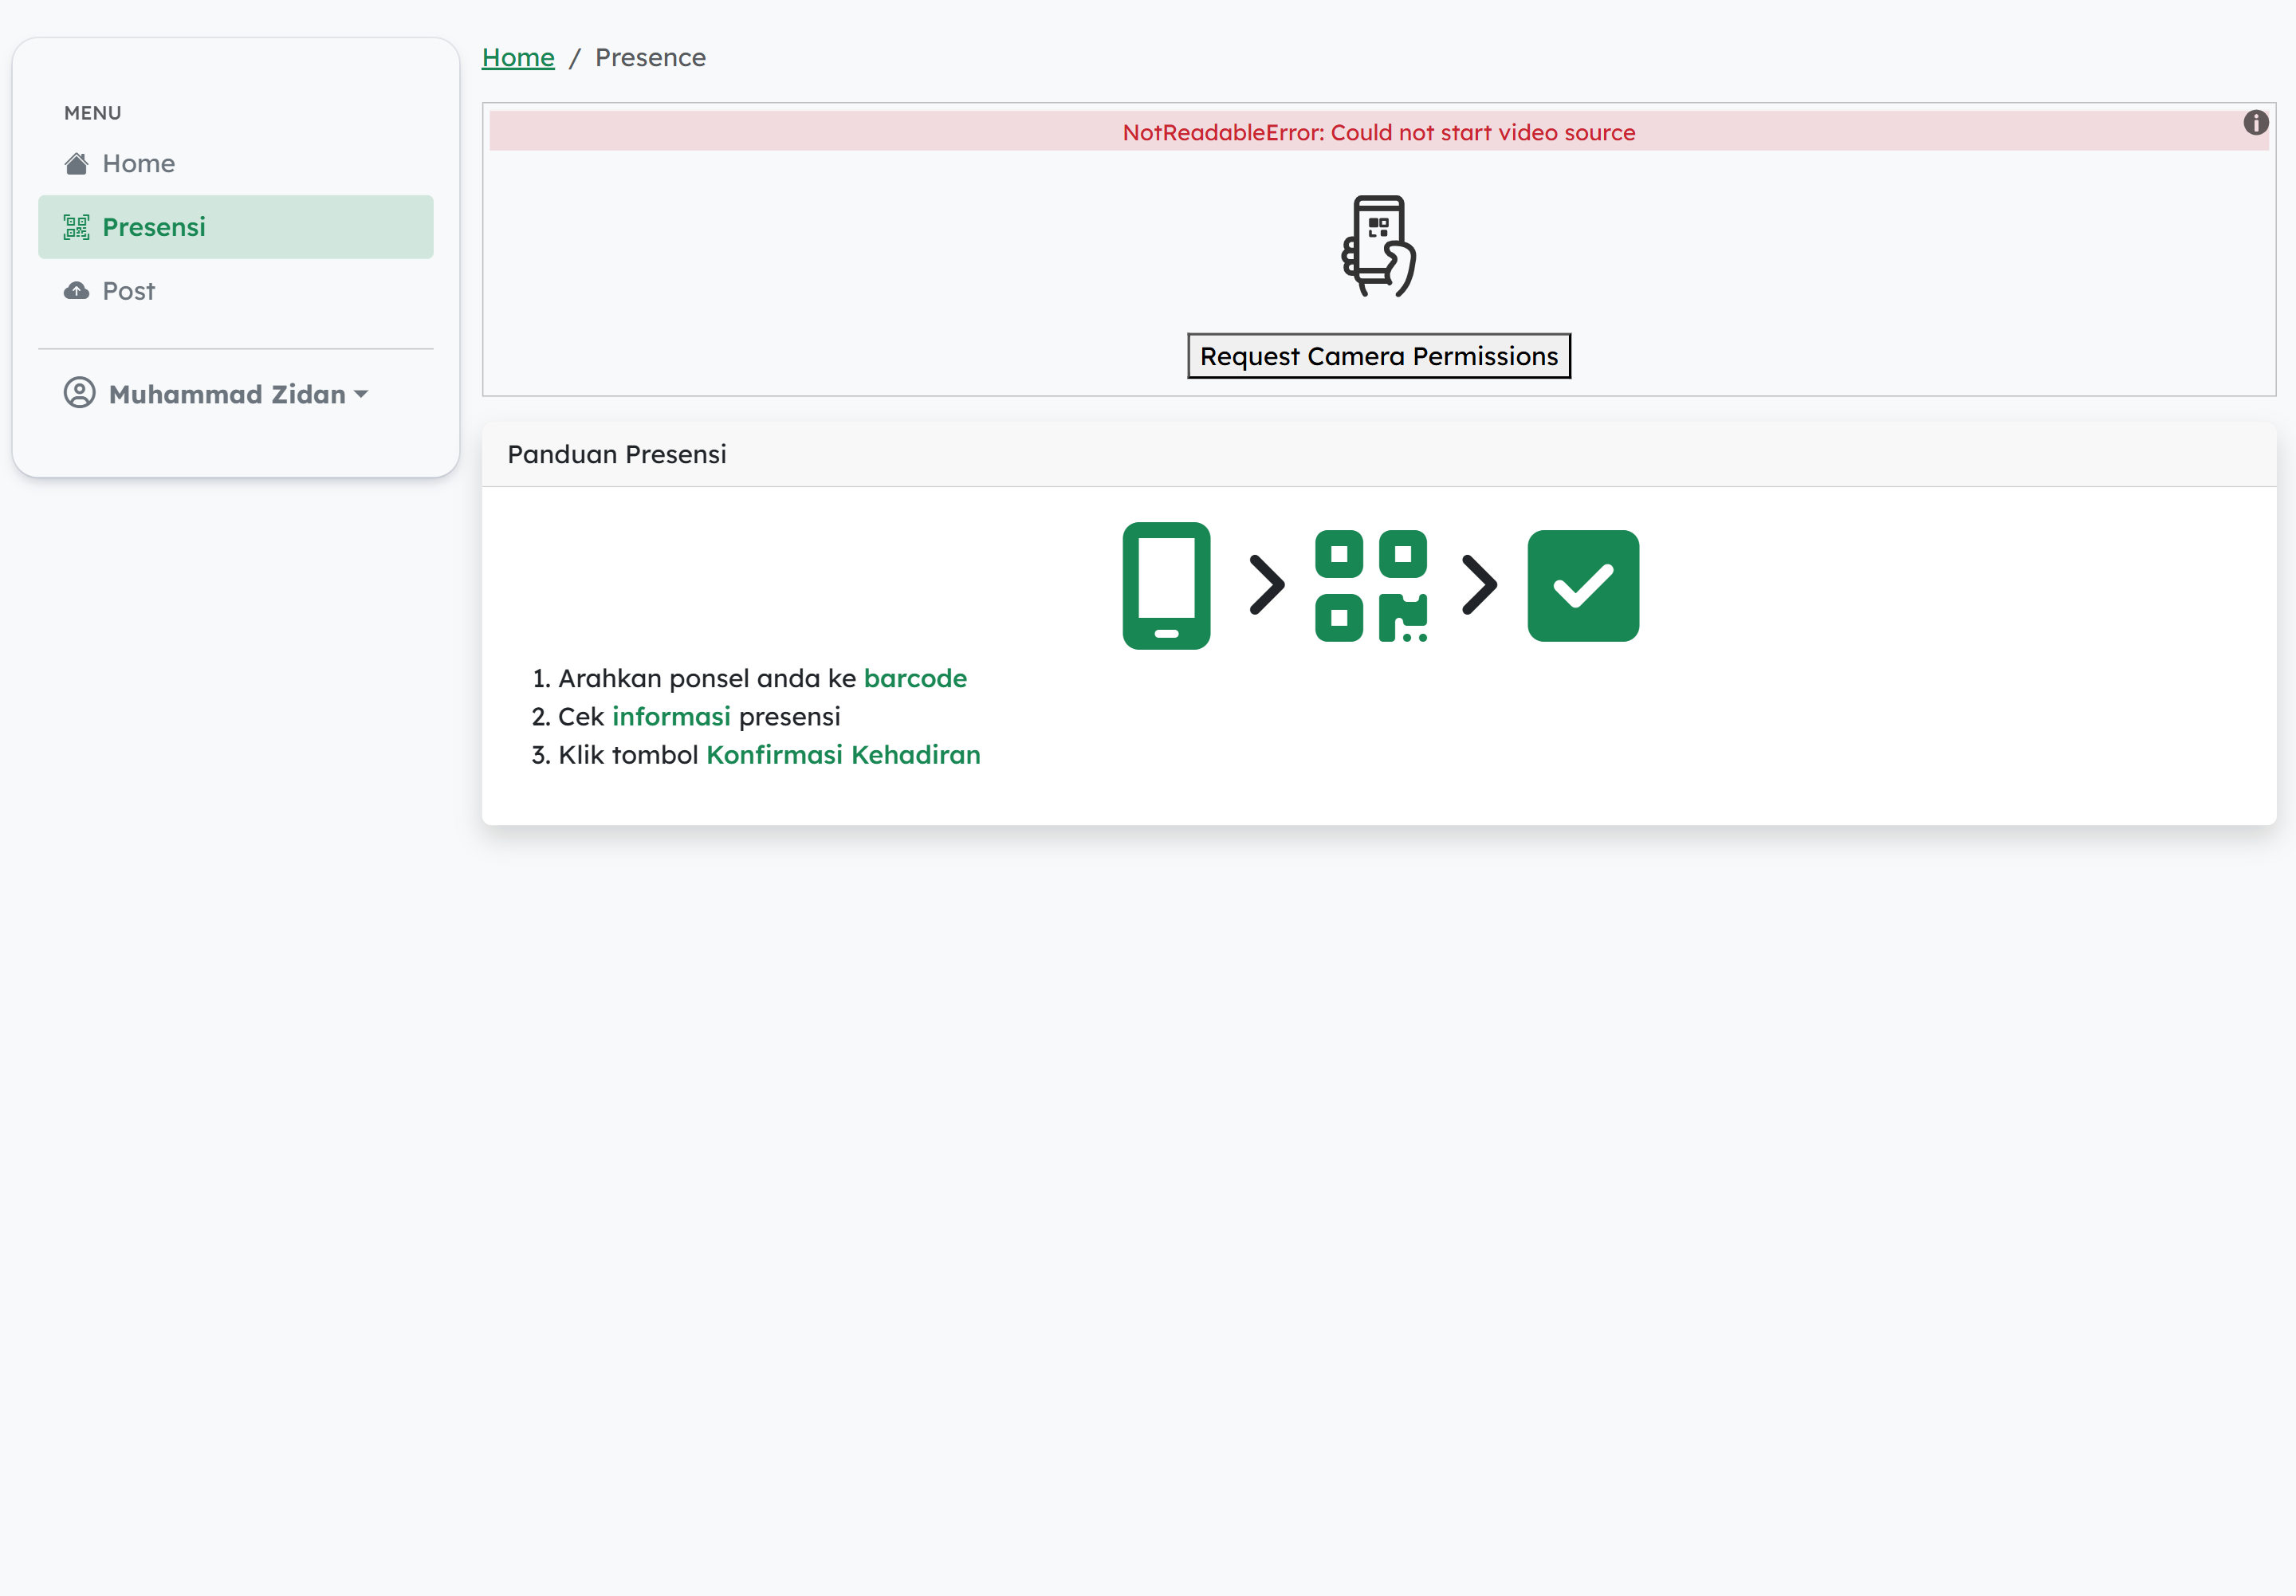 MENU
Home
Presensi
Post
Muhammad Zidan
Home / Presence
NotReadableError: Could not start video source
Request Camera Permissions
Panduan Presensi
1. Arahkan ponsel anda ke barcode
2. Cek informasi presensi
3. Klik tombol Konfirmasi Kehadiran